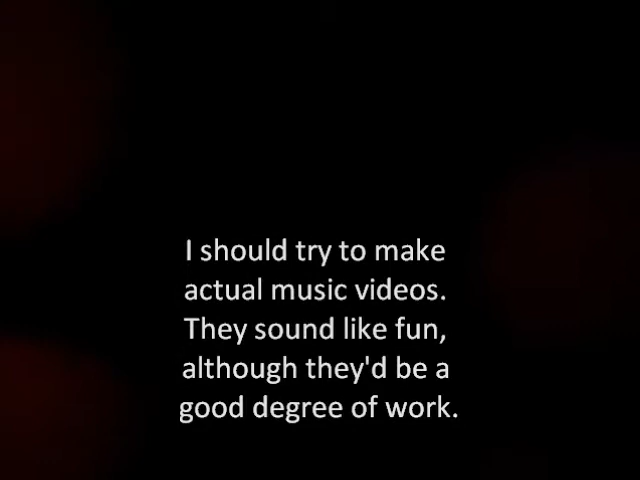 I should try to make
actual music videos.
They sound like fun,
although they'd be a
good degree of work.